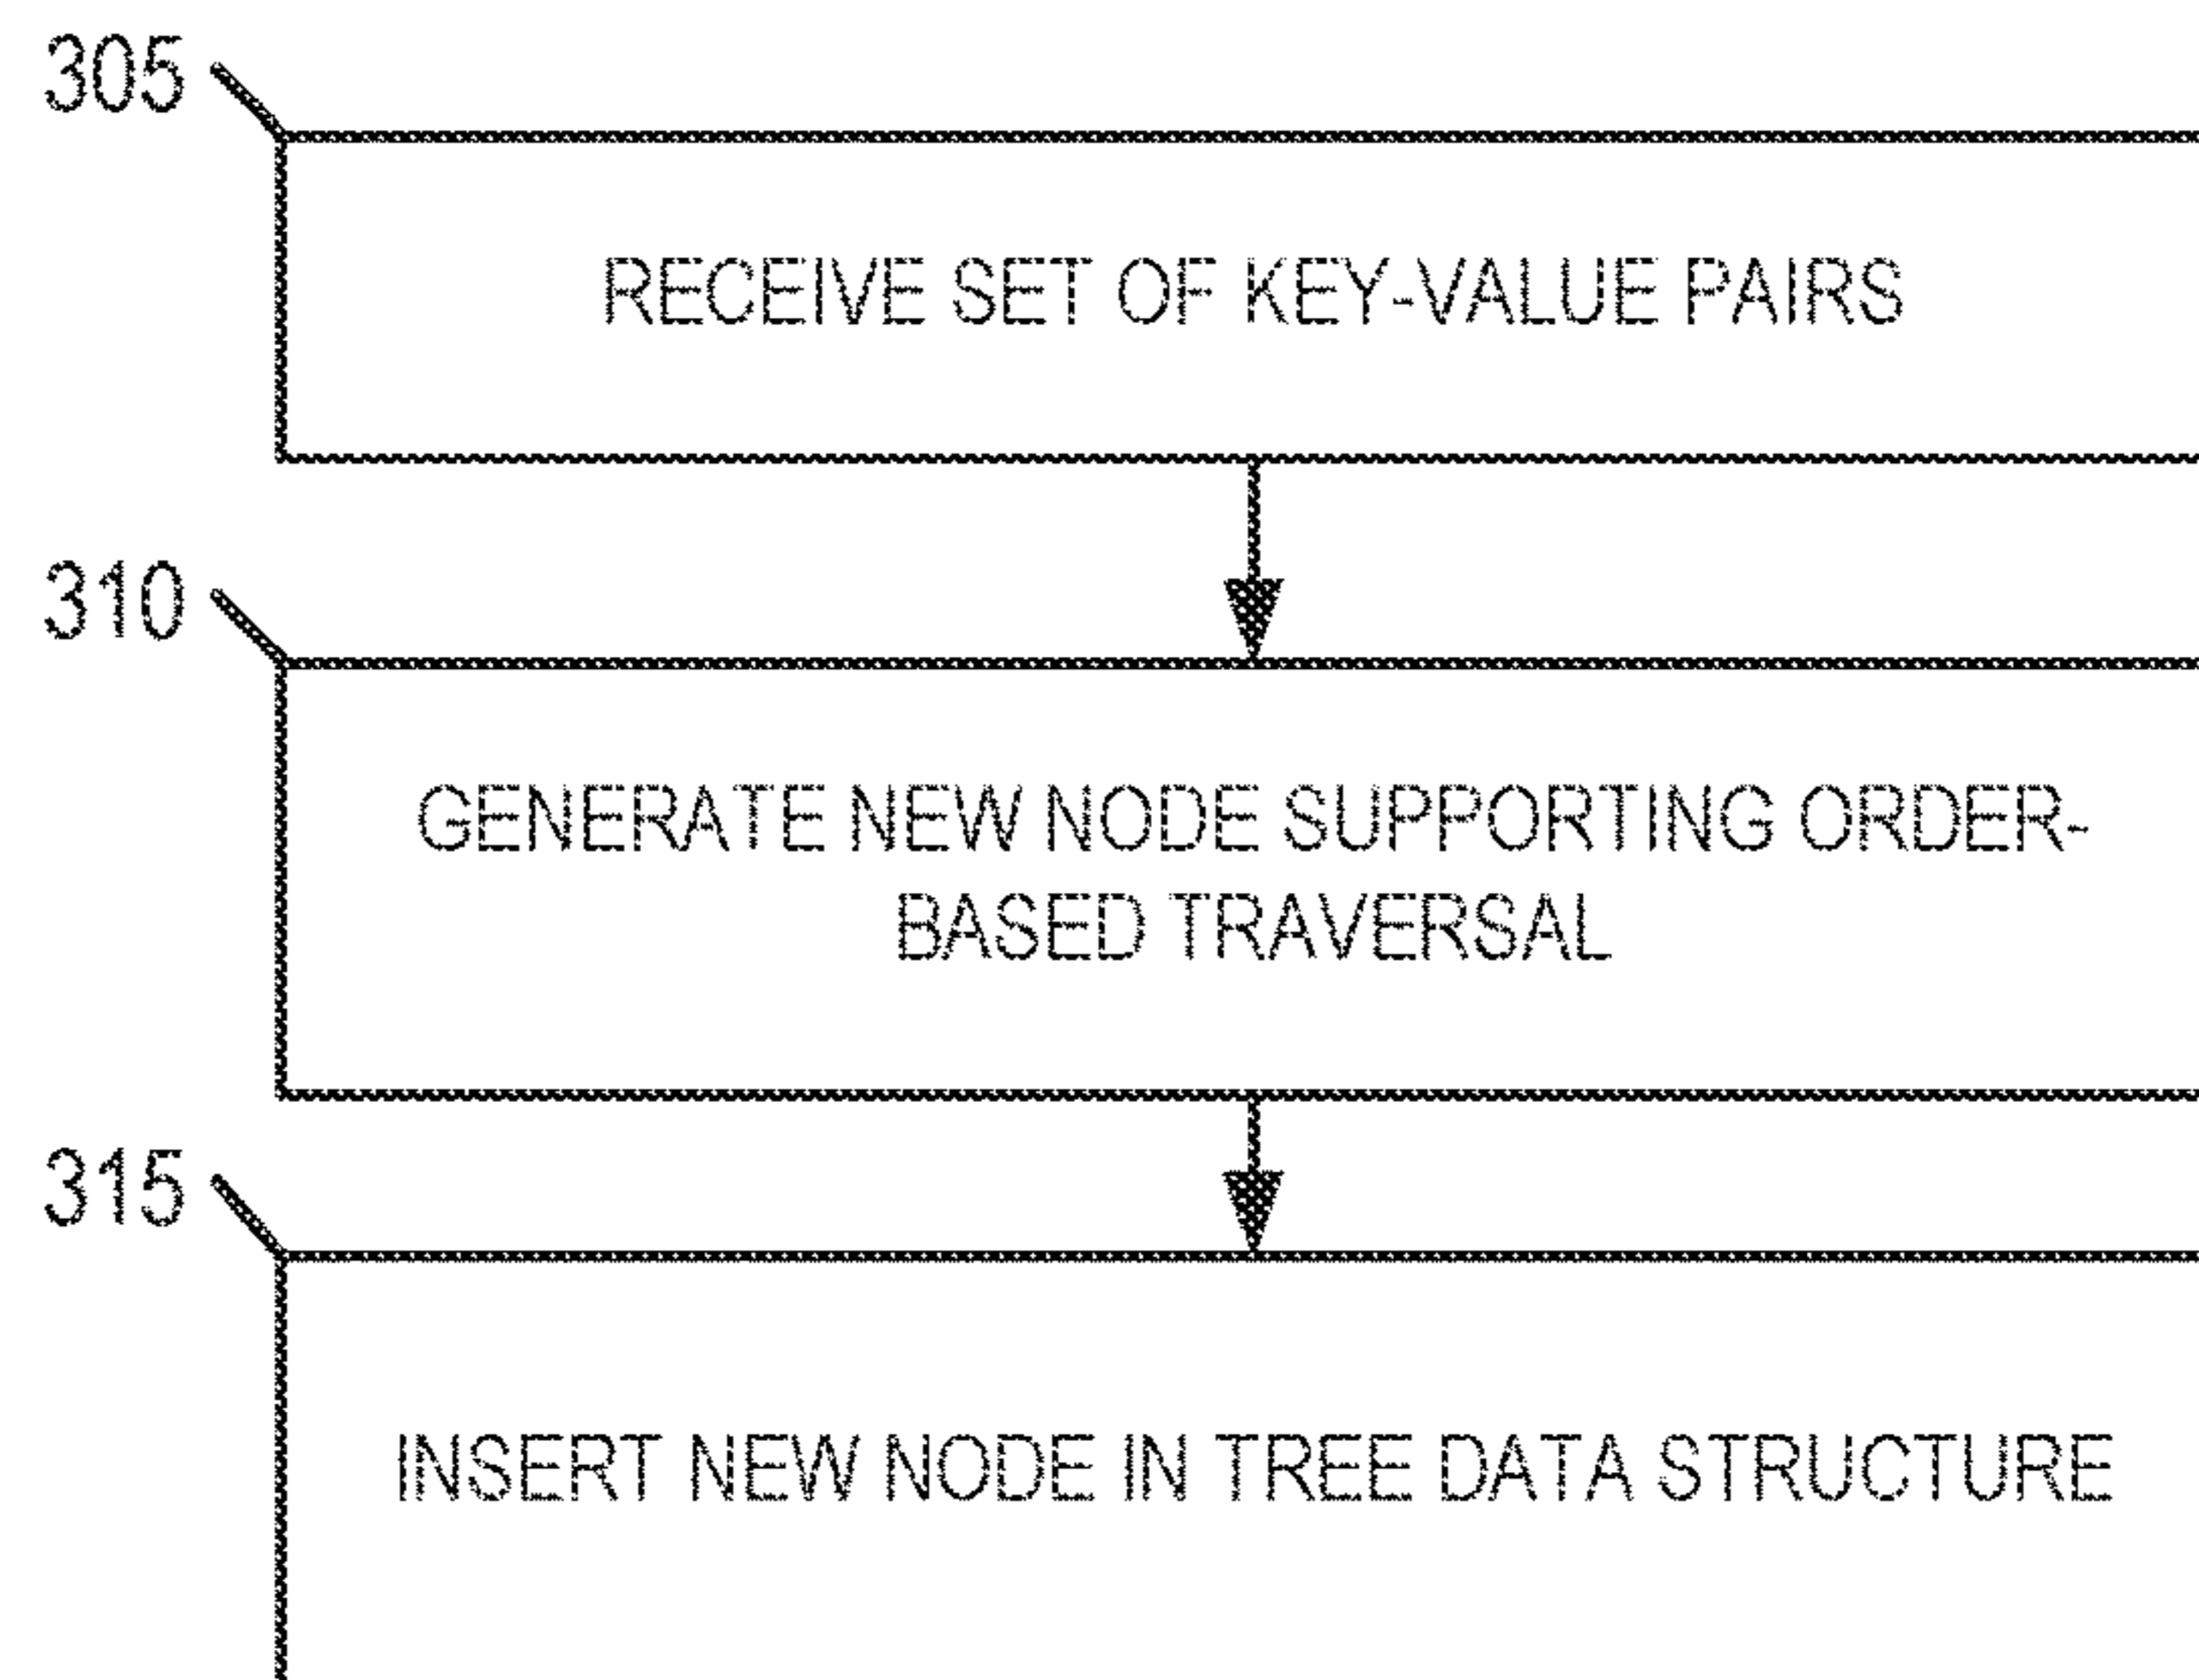 305
RECEIVE SET OF KEY-VALUE PAIRS
310
GENERATE NEW NODE SUPPORTING ORDER-
BASED TRAVERSAL
315
INSERT NEW NODE IN TREE DATA STRUCTURE